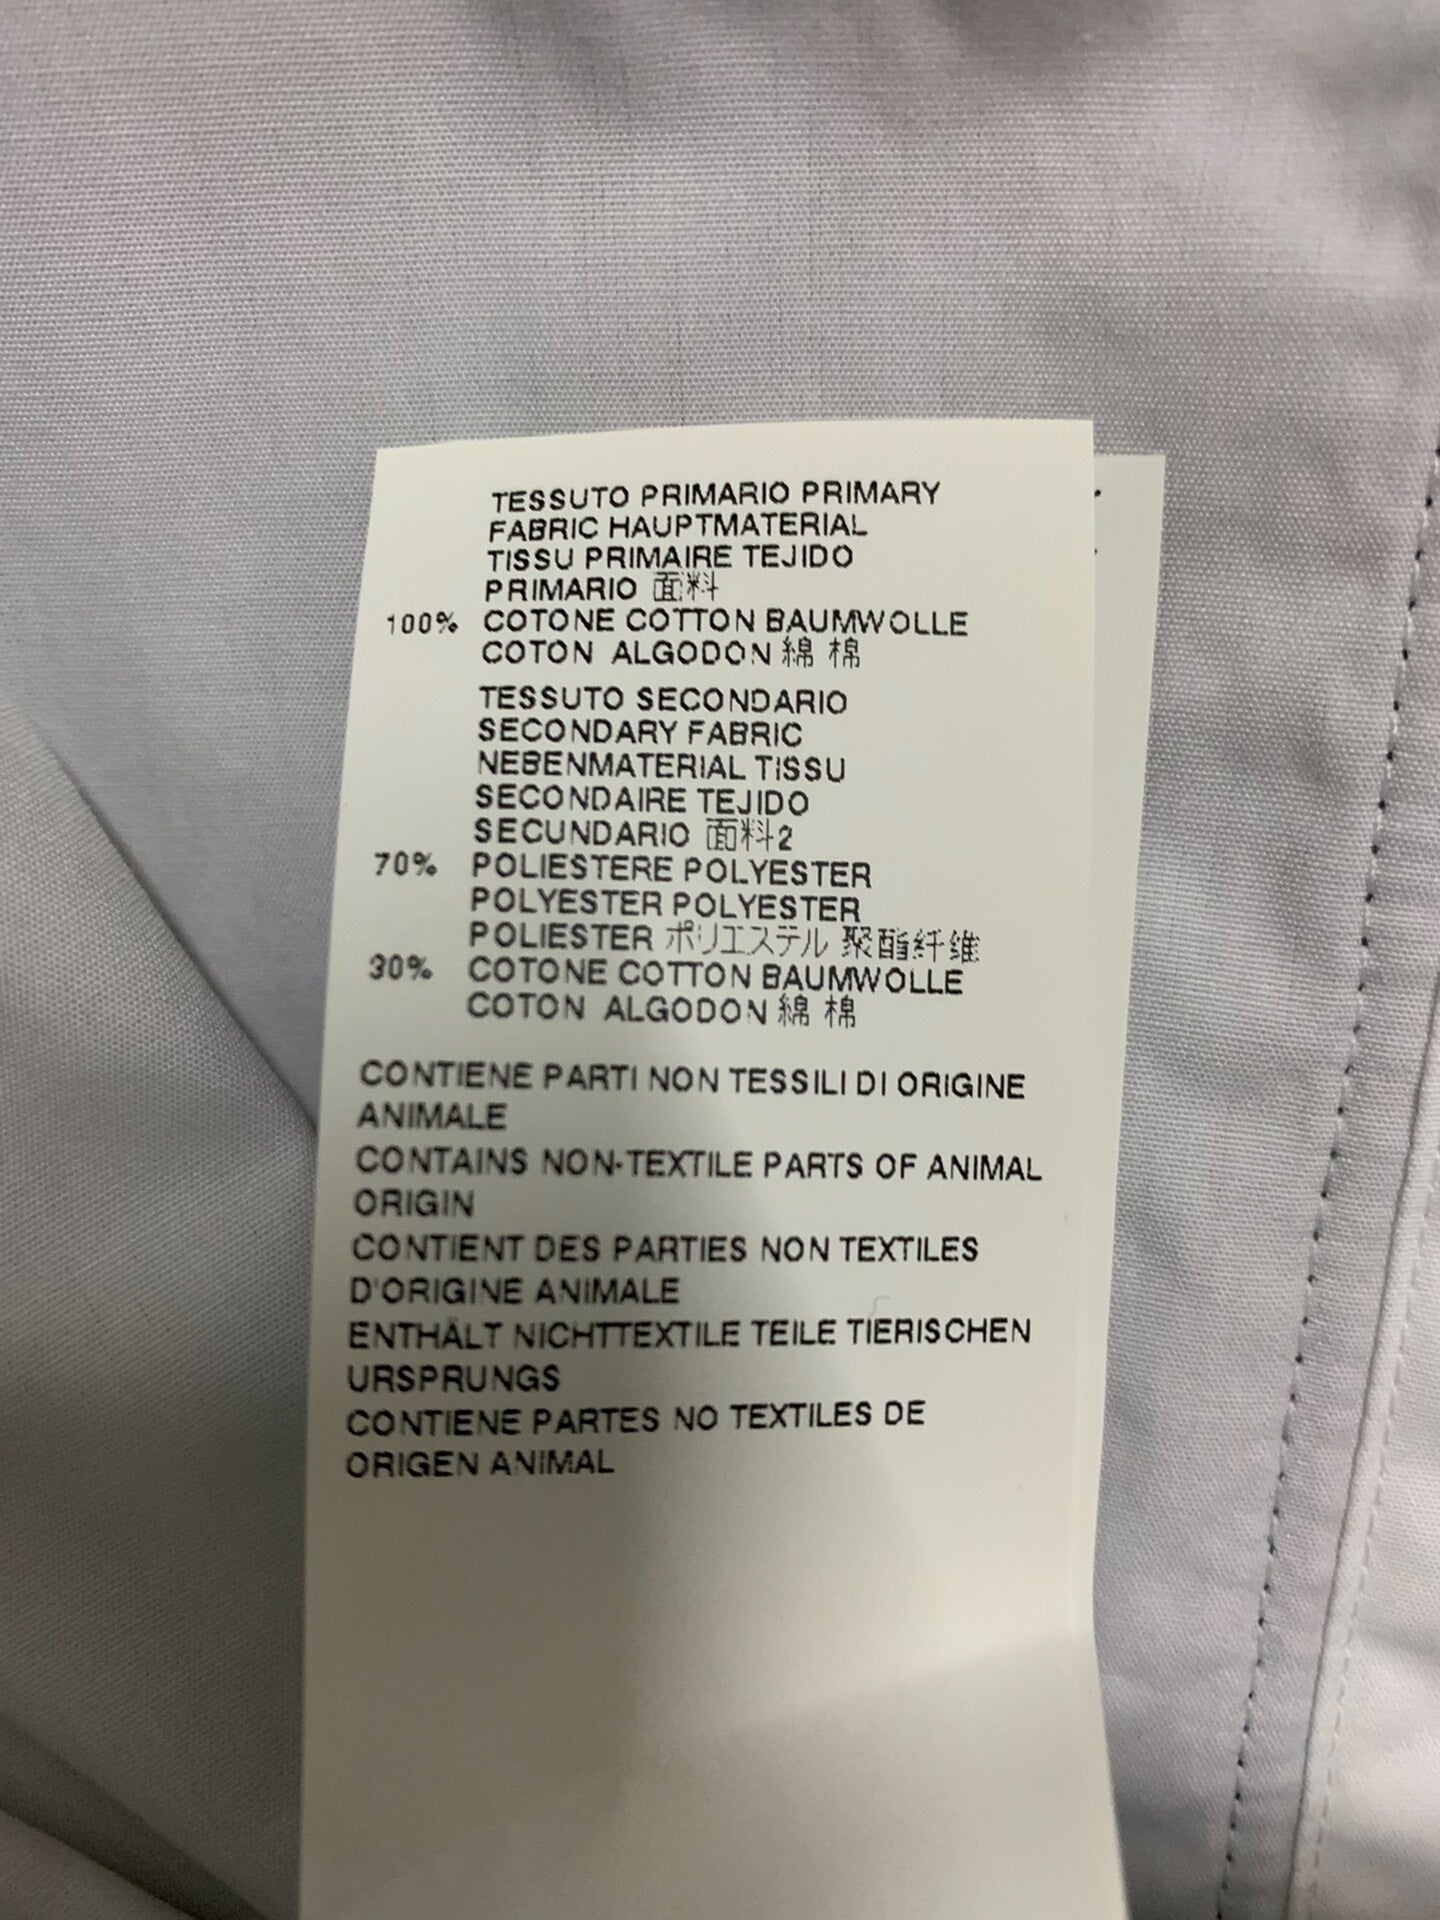 TESSUTO PRIMARIO PRIMARY
FABRIC HAUPTMATERIAL
TISSU PRIMAIRE TEJIDO
PRIMARIO 面料
100% COTONE COTTON BAUMWOLLE
COTON ALGODON 綿 棉
TESSUTO SECONDARIO
SECONDARY FABRIC
NEBENMATERIAL TISSU
SECONDAIRE TEJIDO
SECUNDARIO 面料2
70% POLIESTERE POLYESTER
POLYESTER POLYESTER
POLIESTER ポリエステル 聚酯纤维
30% COTONE COTTON BAUMWOLLE
COTON ALGODON 綿 棉
CONTIENE PARTI NON TESSILI DI ORIGINE
ANIMALE
CONTAINS NON-TEXTILE PARTS OF ANIMAL
ORIGIN
CONTIENT DES PARTIES NON TEXTILES
D'ORIGINE ANIMALE
ENTHÄLT NICHTTEXTILE TEILE TIERISCHEN
URSPRUNGS
CONTIENE PARTES NO TEXTILES DE
ORIGEN ANIMAL